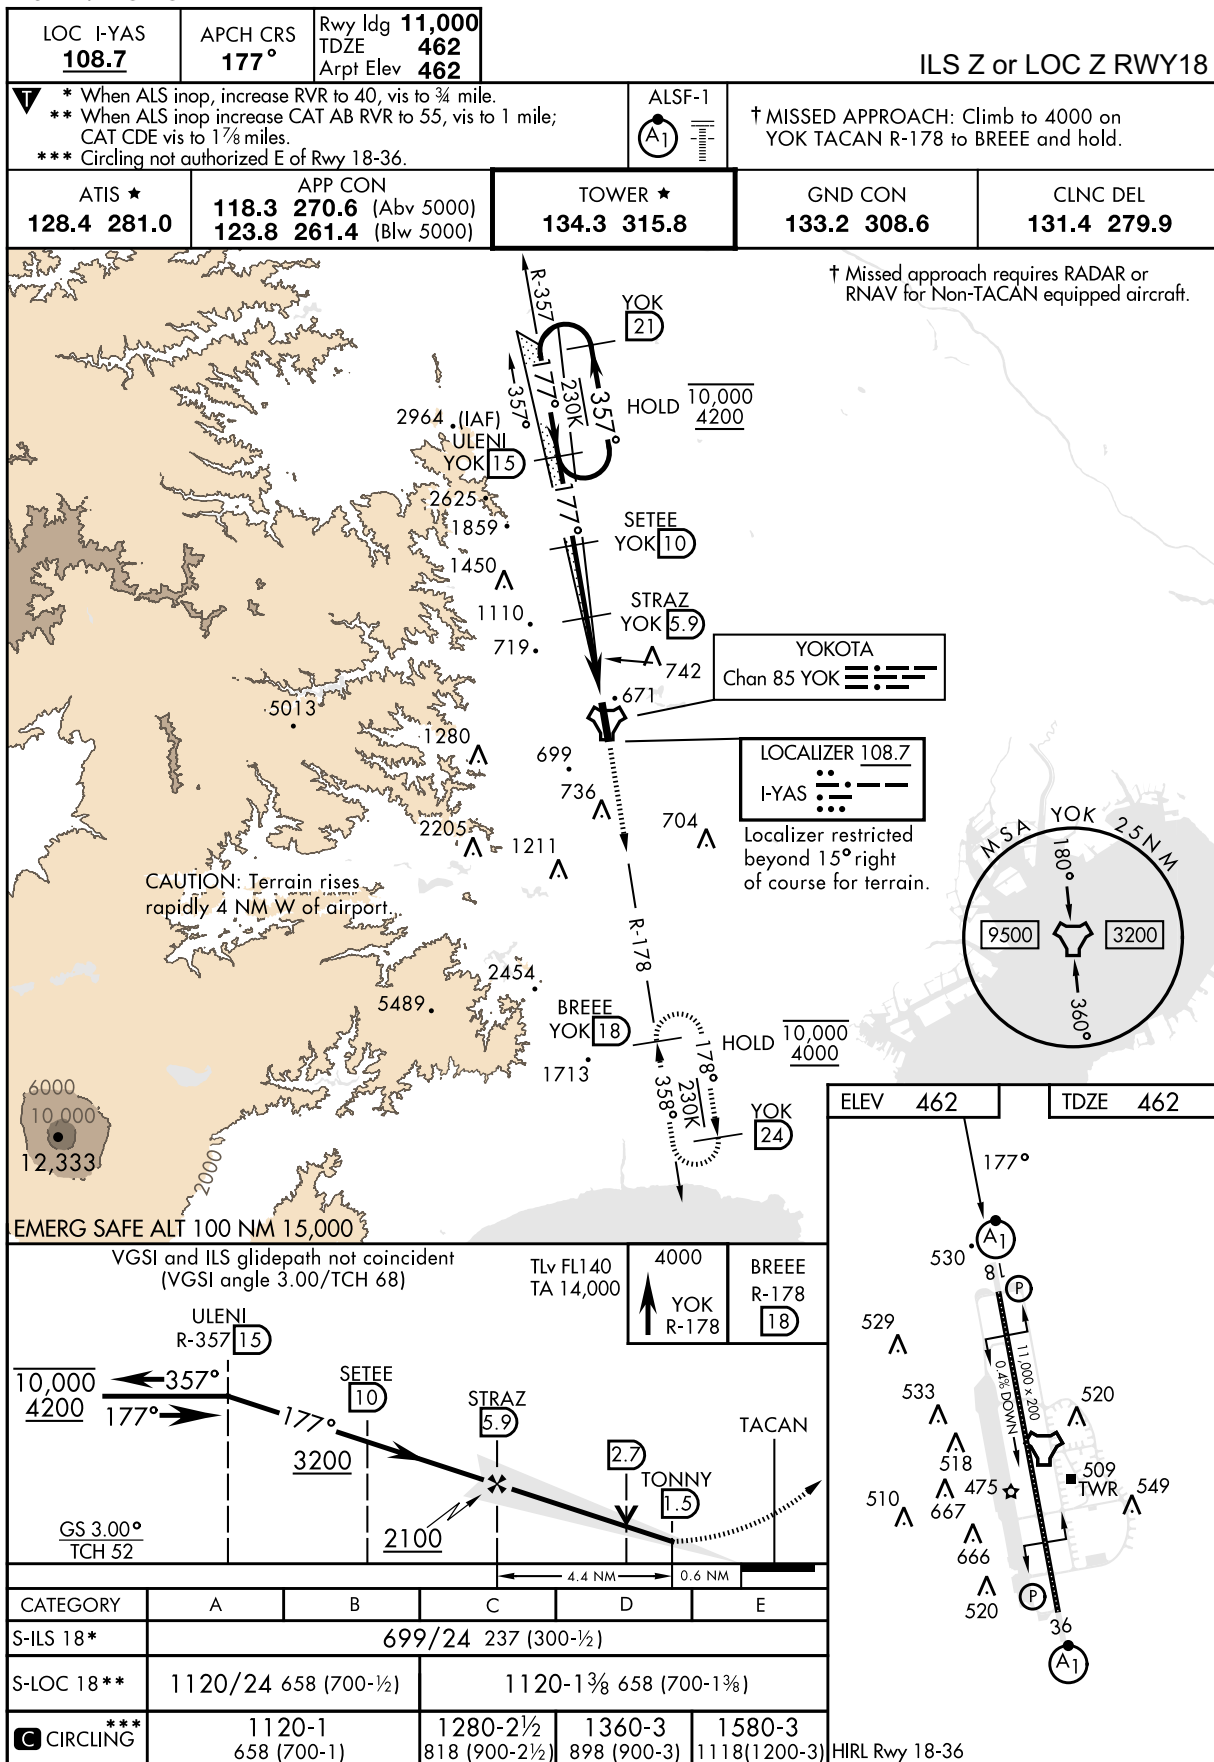 LOC I-YAS
108.7
APCH CRS
177°
Rwy ldg 11,000
TDZE 462
Arpt Elev 462
ILS Z or LOC Z RWY18
T
* When ALS inop, increase RVR to 40, vis to ¾ mile.
** When ALS inop increase CAT AB RVR to 55, vis to 1 mile;
CAT CDE vis to 1⅞ miles.
*** Circling not authorized E of Rwy 18-36.
ALSF-1
A1
† MISSED APPROACH: Climb to 4000 on
YOK TACAN R-178 to BREEE and hold.
ATIS ★
128.4 281.0
APP CON
118.3 270.6 (Abv 5000)
123.8 261.4 (Blw 5000)
TOWER ★
134.3 315.8
GND CON
133.2 308.6
CLNC DEL
131.4 279.9
† Missed approach requires RADAR or
RNAV for Non-TACAN equipped aircraft.
R-357
YOK
21
177°
357°
230K
357°
HOLD 10,000
4200
2964
(IAF)
ULENI
YOK 15
2625
1859
177°
SETEE
YOK 10
1450
1110
STRAZ
YOK 5.9
719
742
YOKOTA
Chan 85 YOK
671
5013
1280
699
LOCALIZER 108.7
I-YAS
736
2205
1211
704
Localizer restricted
beyond 15° right
of course for terrain.
MSA YOK 25NM
180°
9500
3200
360°
CAUTION: Terrain rises
rapidly 4 NM W of airport.
R-178
2454
5489
BREEE
YOK 18
HOLD 10,000
4000
1713
178°
230K
358°
YOK
24
6000
10,000
12,333
2000
EMERG SAFE ALT 100 NM 15,000
ELEV 462
TDZE 462
177°
A1
530
18
P
529
11,000 x 200
0.4% DOWN
533
520
518
475
509
TWR
549
510
667
666
520
P
36
A1
HIRL Rwy 18-36
VGSI and ILS glidepath not coincident
(VGSI angle 3.00/TCH 68)
TLv FL140
TA 14,000
4000
YOK
R-178
BREEE
R-178
18
ULENI
R-357 15
10,000
4200
357°
177°
SETEE
10
177°
3200
STRAZ
5.9
2.7
TONNY
1.5
TACAN
2100
GS 3.00°
TCH 52
4.4 NM
0.6 NM
CATEGORY A B C D E
S-ILS 18* 699/24 237 (300-½)
S-LOC 18** 1120/24 658 (700-½) 1120-1⅜ 658 (700-1⅜)
C CIRCLING *** 1120-1 1280-2½ 1360-3 1580-3
658 (700-1) 818 (900-2½) 898 (900-3) 1118(1200-3)